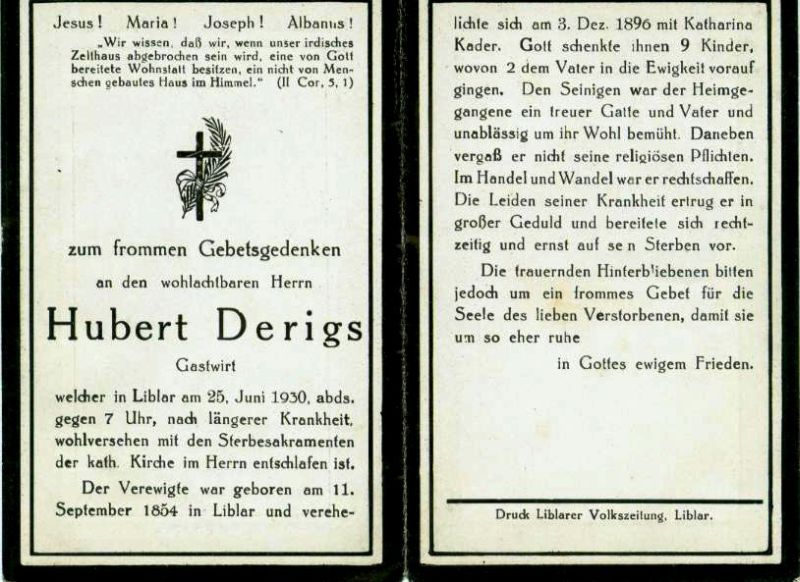 Jesus! Maria! Joseph! Albanus!
„Wir wissen, daß wir, wenn unser irdisches
Zelthaus abgebrochen sein wird, eine von Gott
bereitete Wohnstatt besitzen, ein nicht von Men-
schen gebautes Haus im Himmel." (II Cor, 5, 1)
zum frommen Gebetsgedenken
an den wohlachtbaren Herrn
Hubert Derigs
Gastwirt
welcher in Liblar am 25, Juni 1930, abds.
gegen 7 Uhr, nach längerer Krankheit,
wohlversehen mit den Sterbesakramenten
der kath. Kirche im Herrn entschlafen ist.
Der Verewigte war geboren am 11.
September 1854 in Liblar und verehe-
lichte sich am 3. Dez. 1896 mit Katharina
Kader. Gott schenkte ihnen 9 Kinder,
wovon 2 dem Vater in die Ewigkeit vorauf
gingen. Den Seinigen war der Heimge-
gangene ein treuer Gatte und Vater und
unablässig um ihr Wohl bemüht. Daneben
vergaß er nicht seine religiösen Pflichten.
Im Handel und Wandel war er rechtschaffen.
Die Leiden seiner Krankheit ertrug er in
großer Geduld und bereitete sich recht-
zeitig und ernst auf se n Sterben vor.
Die trauernden Hinterbliebenen bitten
jedoch um ein frommes Gebet für die
Seele des lieben Verstorbenen, damit sie
um so eher ruhe
in Gottes ewigem Frieden.
Druck Liblarer Volkszeitung, Liblar.